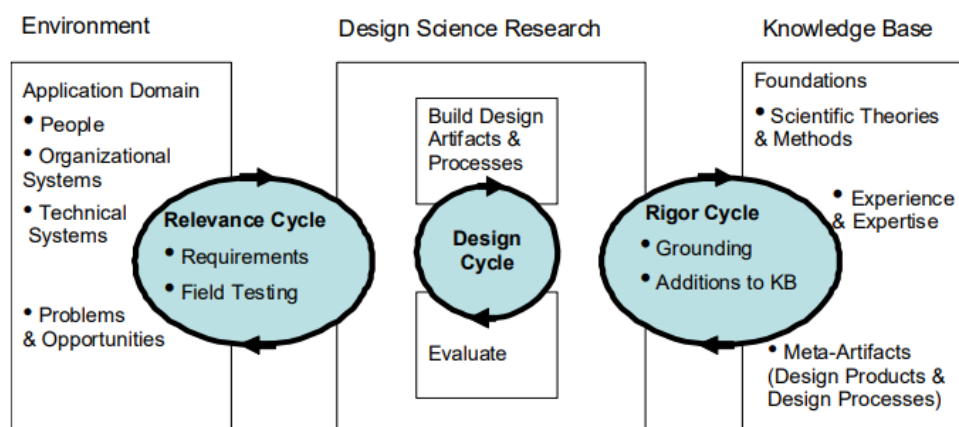 Environment
Design Science Research
Knowledge Base
Application Domain
• People
• Organizational
Systems
• Technical
Systems
• Problems
& Opportunities
Relevance Cycle
• Requirements
• Field Testing
Build Design
Artifacts &
Processes
Design
Cycle
Evaluate
Rigor Cycle
• Grounding
• Additions to KB
Foundations
• Scientific Theories
& Methods
• Experience
& Expertise
• Meta-Artifacts
(Design Products &
Design Processes)